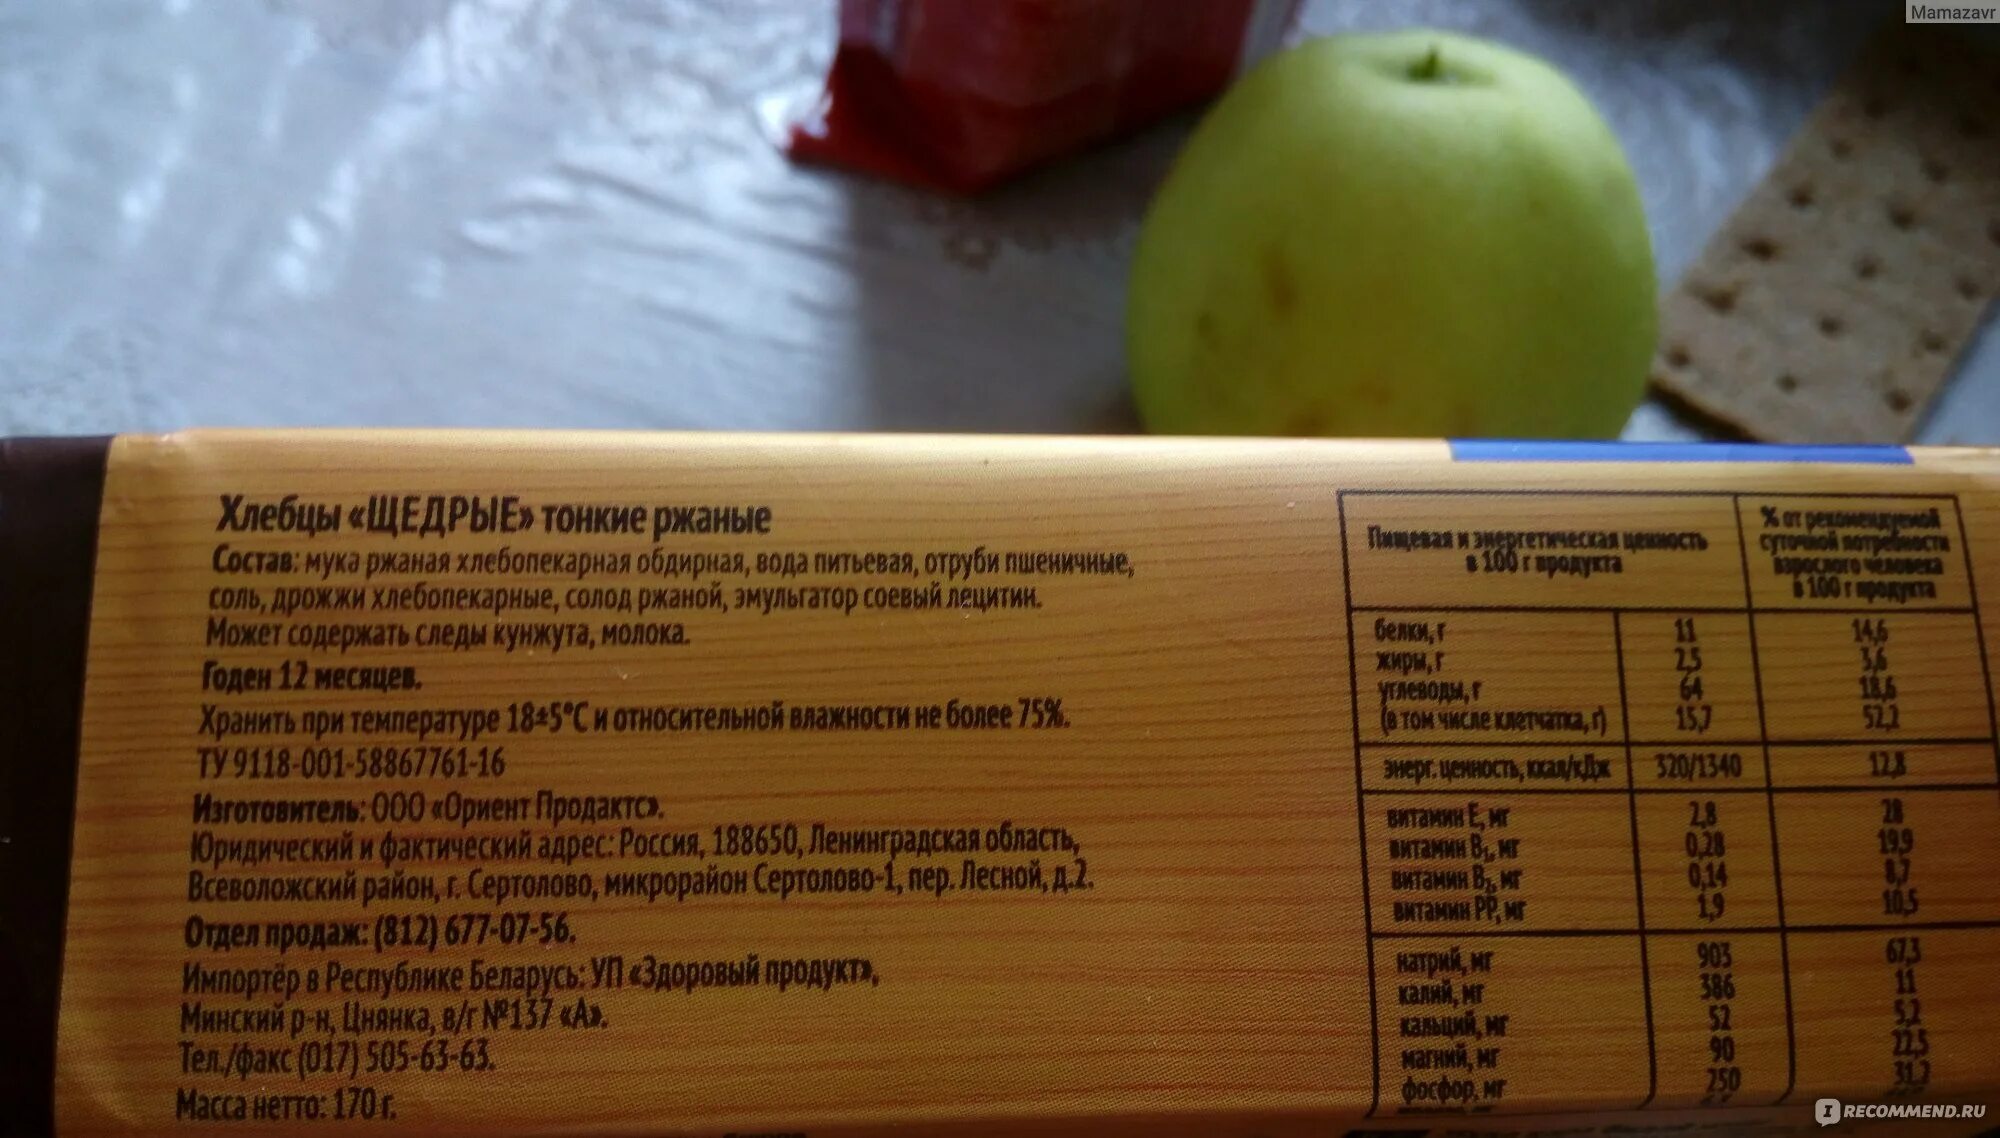 Mamazavr
Хлебцы «ЩЕДРЫЕ» тонкие ржаные
Состав: мука ржаная хлебопекарная обдирная, вода питьевая, отруби пшеничные,
соль, дрожжи хлебопекарные, солод ржаной, эмульгатор соевый лецитин.
Может содержать следы кунжута, молока.
Годен 12 месяцев.
Хранить при температуре 18±5°С и относительной влажности не более 75%.
ТУ 9118-001-58867761-16
Изготовитель: ООО «Ориент Продактс».
Юридический и фактический адрес: Россия, 188650, Ленинградская область,
Всеволожский район, г. Сертолово, микрорайон Сертолово-1, пер. Лесной, д.2.
Отдел продаж: (812) 677-07-56.
Импортёр в Республике Беларусь: УП «Здоровый продукт»,
Минский р-н, Цнянка, в/г №137 «А».
Тел./факс (017) 505-63-63.
Масса нетто: 170 г.
Пищевая и энергетическая ценность
в 100 г продукта
% от рекомендуемой
суточной потребности
взрослого человека
в 100 г продукта
белки, г 11 14,6
жиры, г 2,5 3,6
углеводы, г 64 18,6
(в том числе клетчатка, г) 15,7 52,2
энерг. ценность, ккал/кДж 320/1340 12,8
витамин Е, мг 2,8 28
витамин В1, мг 0,28 19,9
витамин В2, мг 0,14 8,7
витамин РР, мг 1,9 10,5
натрий, мг 903 67,3
калий, мг 386 11
кальций, мг 52 5,2
магний, мг 90 22,5
фосфор, мг 250 31,2
IRECOMMEND.RU